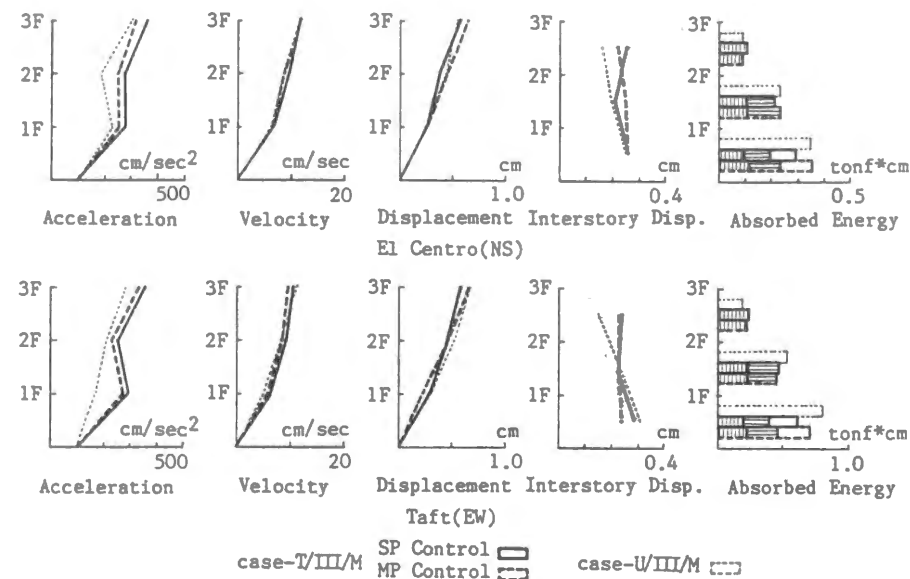 3F 3F 3F 3F 3F
2F 2F 2F 2F 2F
1F 1F 1F 1F 1F
cm/sec2 cm/sec cm cm tonf*cm
500 20 1.0 0.4 0.5
Acceleration Velocity Displacement Interstory Disp. Absorbed Energy
El Centro(NS)
3F 3F 3F 3F 3F
2F 2F 2F 2F 2F
1F 1F 1F 1F 1F
cm/sec2 cm/sec cm cm tonf*cm
500 20 1.0 0.4 1.0
Acceleration Velocity Displacement Interstory Disp. Absorbed Energy
Taft(EW)
case-T/III/M SP Control case-U/III/M
MP Control